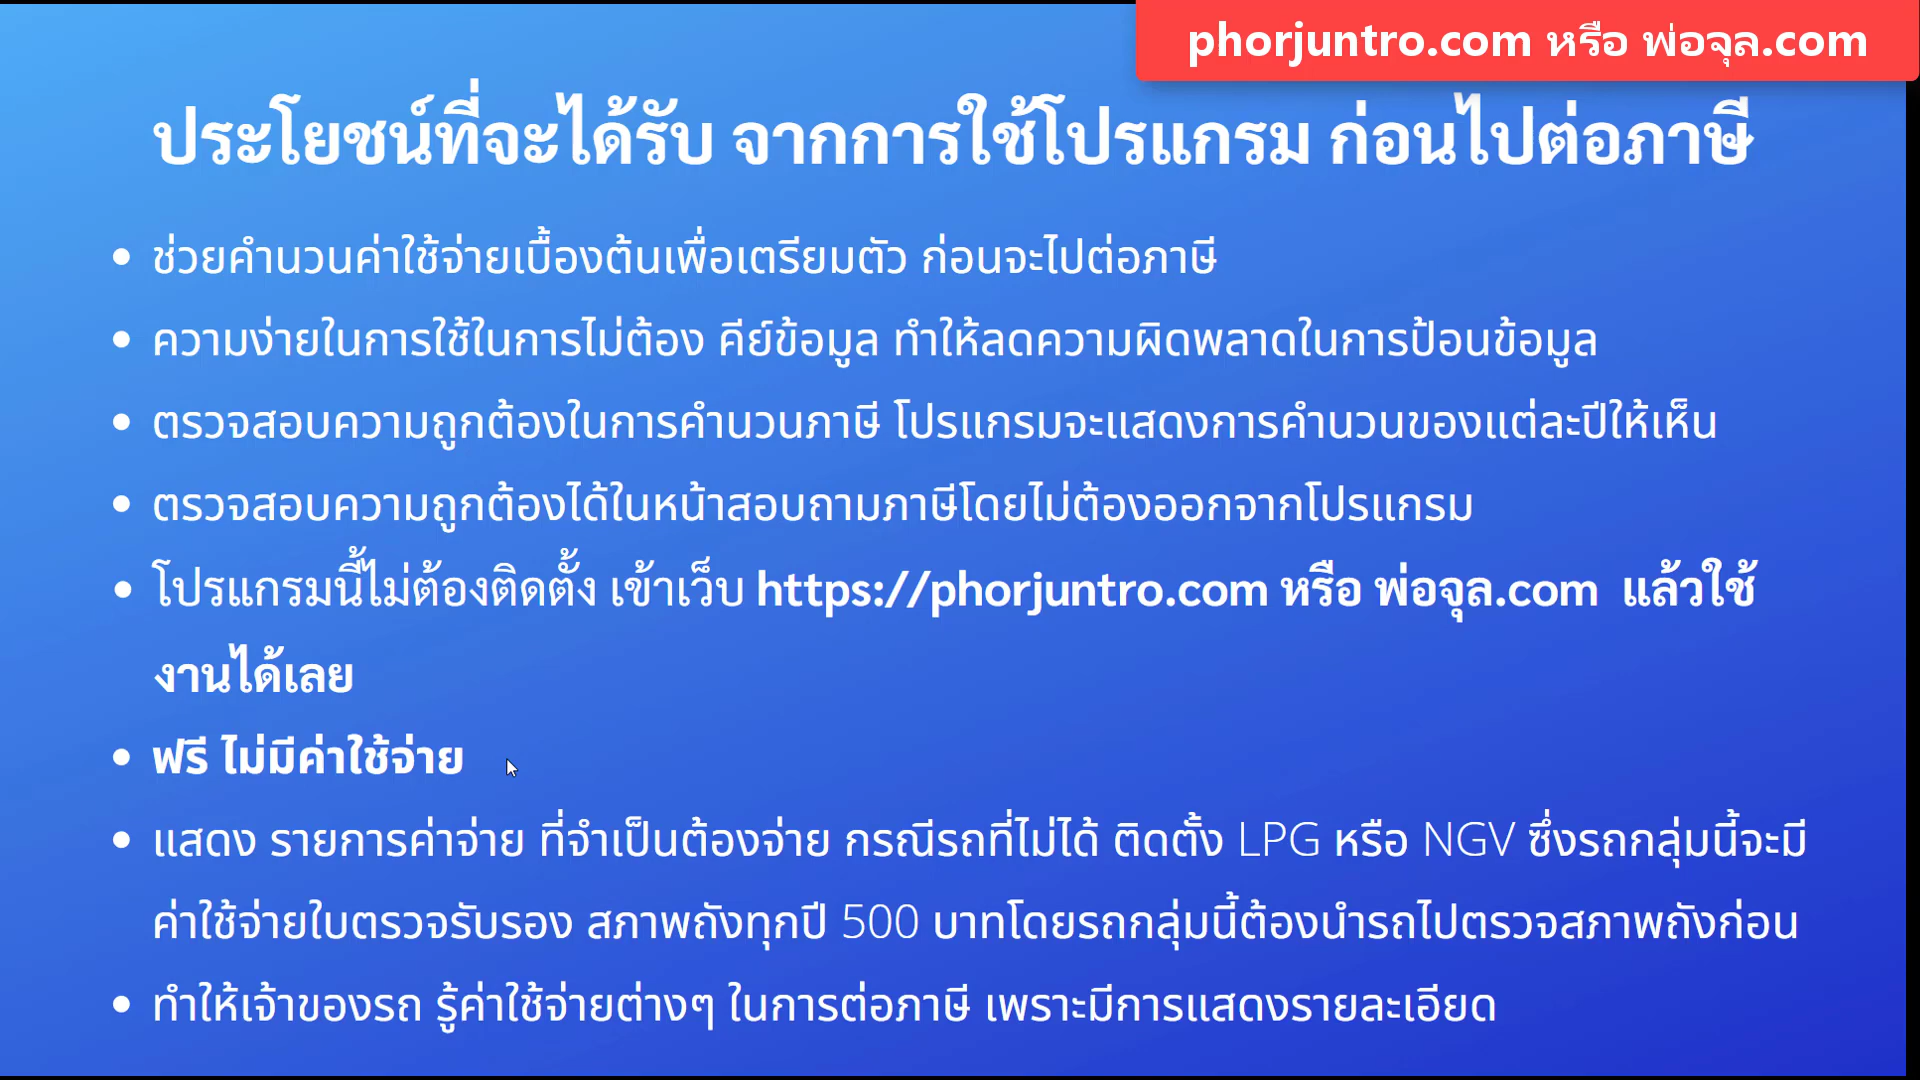 phorjuntro.com หรือ พ่อจุล.com
ประโยชน์ที่จะได้รับ จากการใช้โปรแกรม ก่อนไปต่อภาษี
ช่วยคำนวนค่าใช้จ่ายเบื้องต้นเพื่อเตรียมตัว ก่อนจะไปต่อภาษี
ความง่ายในการใช้ในการไม่ต้อง คีย์ข้อมูล ทำให้ลดความผิดพลาดในการป้อนข้อมูล
ตรวจสอบความถูกต้องในการคำนวนภาษี โปรแกรมจะแสดงการคำนวนของแต่ละปีให้เห็น
ตรวจสอบความถูกต้องได้ในหน้าสอบถามภาษีโดยไม่ต้องออกจากโปรแกรม
โปรแกรมนี้ไม่ต้องติดตั้ง เข้าเว็บ https://phorjuntro.com หรือ พ่อจุล.com แล้วใช้
งานได้เลย
ฟรี ไม่มีค่าใช้จ่าย
แสดง รายการค่าจ่าย ที่จำเป็นต้องจ่าย กรณีรถที่ไม่ได้ ติดตั้ง LPG หรือ NGV ซึ่งรถกลุ่มนี้จะมี
ค่าใช้จ่ายใบตรวจรับรอง สภาพถังทุกปี 500 บาทโดยรถกลุ่มนี้ต้องนำรถไปตรวจสภาพถังก่อน
ทำให้เจ้าของรถ รู้ค่าใช้จ่ายต่างๆ ในการต่อภาษี เพราะมีการแสดงรายละเอียด